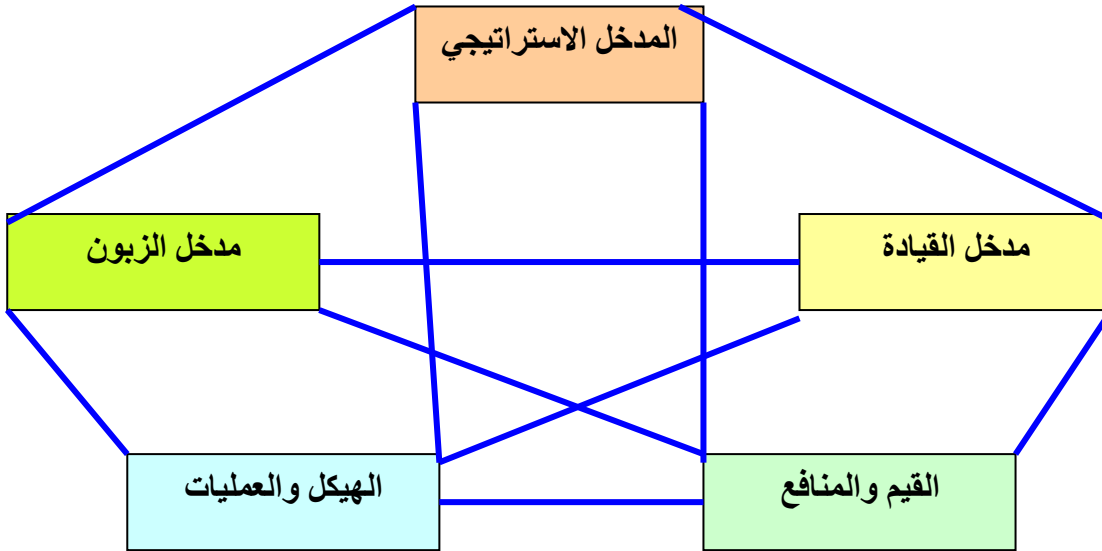 المدخل الاستراتيجي
مدخل القيادة
مدخل الزبون
القيم والمنافع
الهيكل والعمليات